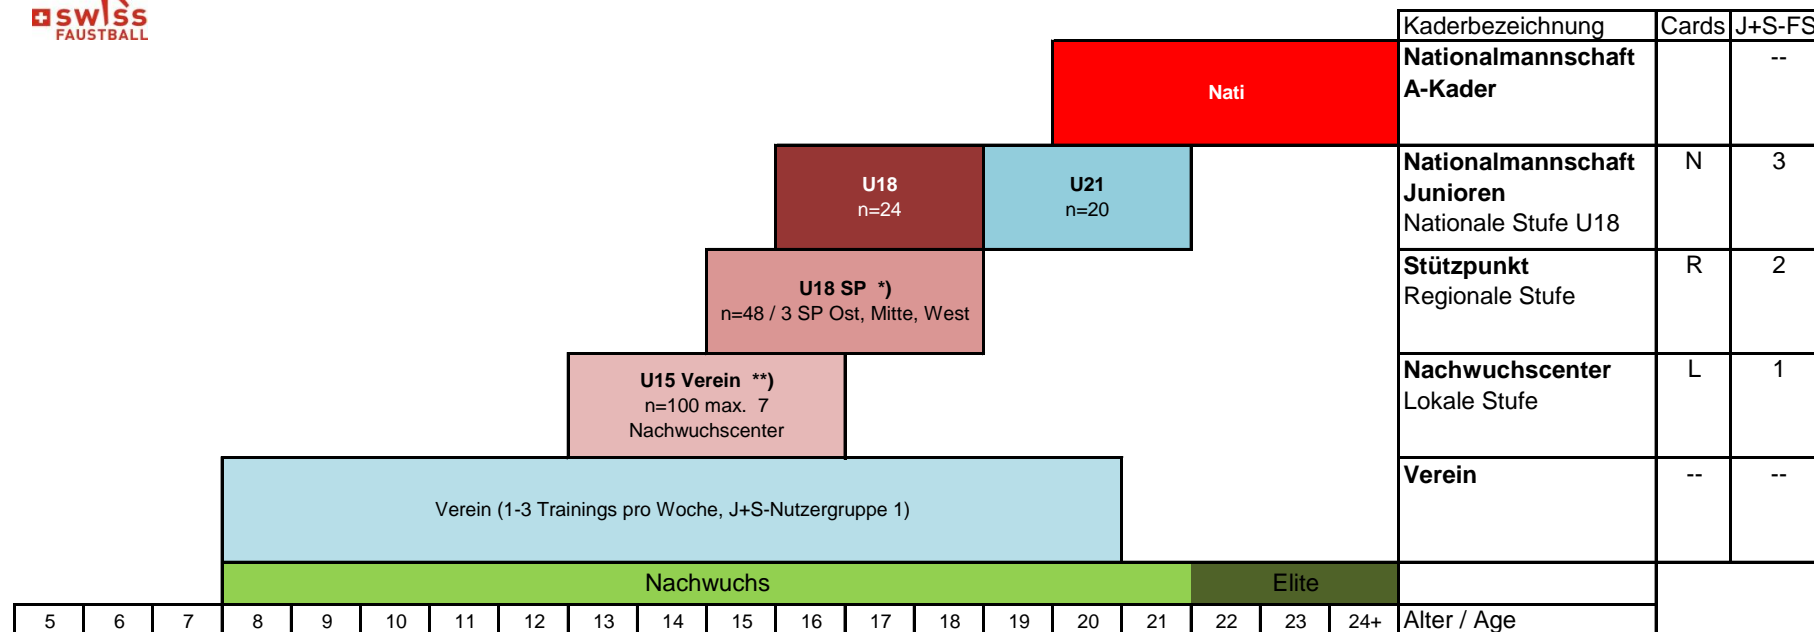 SWISS
FAUSTBALL
Kaderbezeichnung Cards J+S-FS
Nationalmannschaft --
A-Kader
Nati
Nationalmannschaft N 3
Junioren
Nationale Stufe U18
U18
n=24
U21
n=20
Stützpunkt R 2
Regionale Stufe
U18 SP *)
n=48 / 3 SP Ost, Mitte, West
Nachwuchscenter L 1
Lokale Stufe
U15 Verein **)
n=100 max. 7
Nachwuchscenter
Verein -- --
Verein (1-3 Trainings pro Woche, J+S-Nutzergruppe 1)
Nachwuchs Elite
5 6 7 8 9 10 11 12 13 14 15 16 17 18 19 20 21 22 23 24+ Alter / Age